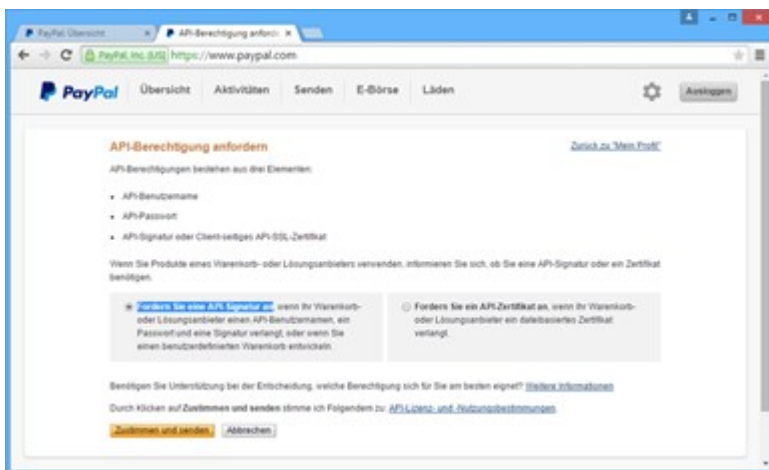 PayPal: Übersicht
API-Berechtigung anforde
PayPal, Inc. [US] https://www.paypal.com
PayPal Übersicht Aktivitäten Senden E-Börse Läden Ausloggen
API-Berechtigung anfordern Zurück zu "Mein Profil"
API-Berechtigungen bestehen aus drei Elementen:
• API-Benutzername
• API-Passwort
• API-Signatur oder Client-seitiges API-SSL-Zertifikat
Wenn Sie Produkte eines Warenkorb- oder Lösungsanbieters verwenden, informieren Sie sich, ob Sie eine API-Signatur oder ein Zertifikat
benötigen.
Fordern Sie eine API-Signatur an, wenn Ihr Warenkorb-
oder Lösungsanbieter einen API-Benutzernamen, ein
Passwort und eine Signatur verlangt, oder wenn Sie
einen benutzerdefinierten Warenkorb entwickeln.
Fordern Sie ein API-Zertifikat an, wenn Ihr Warenkorb-
oder Lösungsanbieter ein dateibasiertes Zertifikat
verlangt.
Benötigen Sie Unterstützung bei der Entscheidung, welche Berechtigung sich für Sie am besten eignet? Weitere Informationen
Durch Klicken auf Zustimmen und senden stimme ich Folgendem zu: API-Lizenz- und -Nutzungsbestimmungen.
Zustimmen und senden Abbrechen